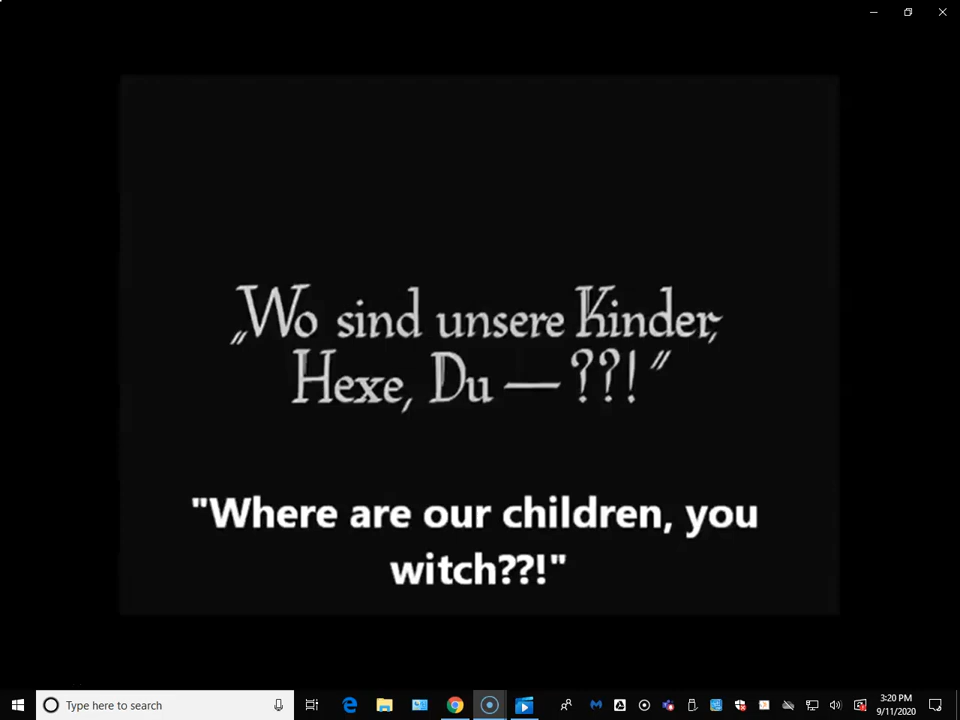 „Wo sind unsere Kinder,
Hexe, Du — ??!"
"Where are our children, you
witch??!"
Type here to search
3:20 PM
9/11/2020